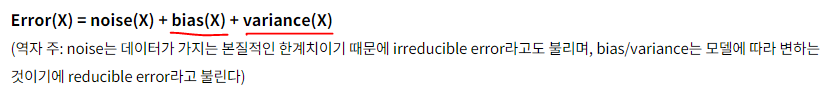 Error(X) = noise(X) + bias(X) + variance(X)
(역자 주: noise는 데이터가 가지는 본질적인 한계치이기 때문에 irreducible error라고도 불리며, bias/variance는 모델에 따라 변하는
것이기에 reducible error라고 불린다)